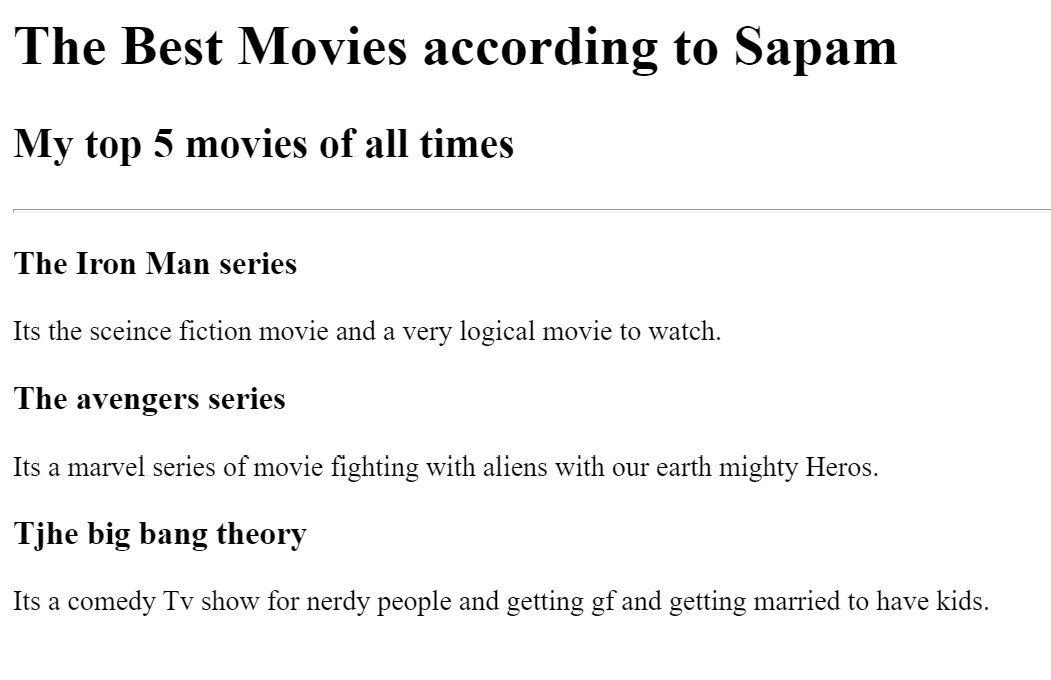 The Best Movies according to Sapam
My top 5 movies of all times
The Iron Man series
Its the sceince fiction movie and a very logical movie to watch.
The avengers series
Its a marvel series of movie fighting with aliens with our earth mighty Heros.
Tjhe big bang theory
Its a comedy Tv show for nerdy people and getting gf and getting married to have kids.